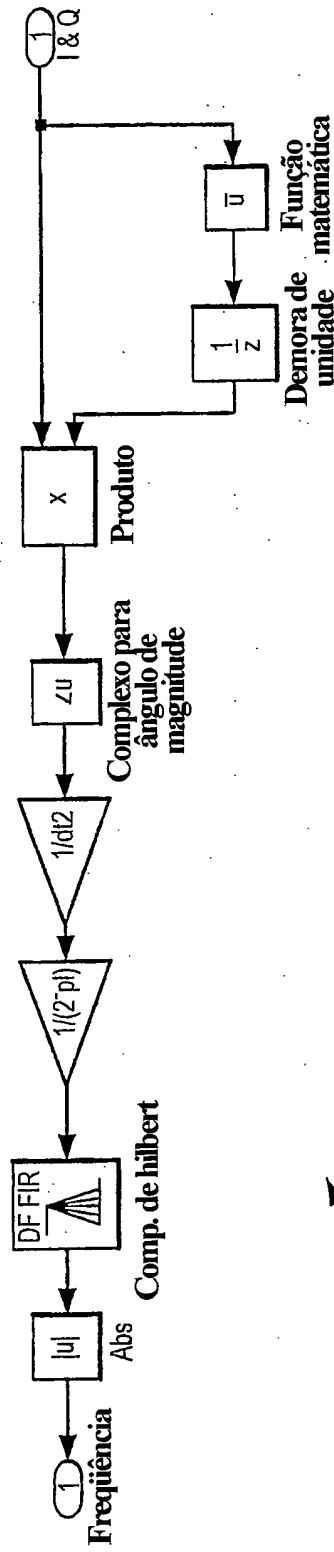 1
I & Q
ū
Função
matemática
1
z
Demora de
unidade
x
Produto
∠u
Complexo para
ângulo de
magnitude
1/dt2
1/(2-pI)
DF FIR
Comp. de hilbert
|u|
Abs
1
Freqüência